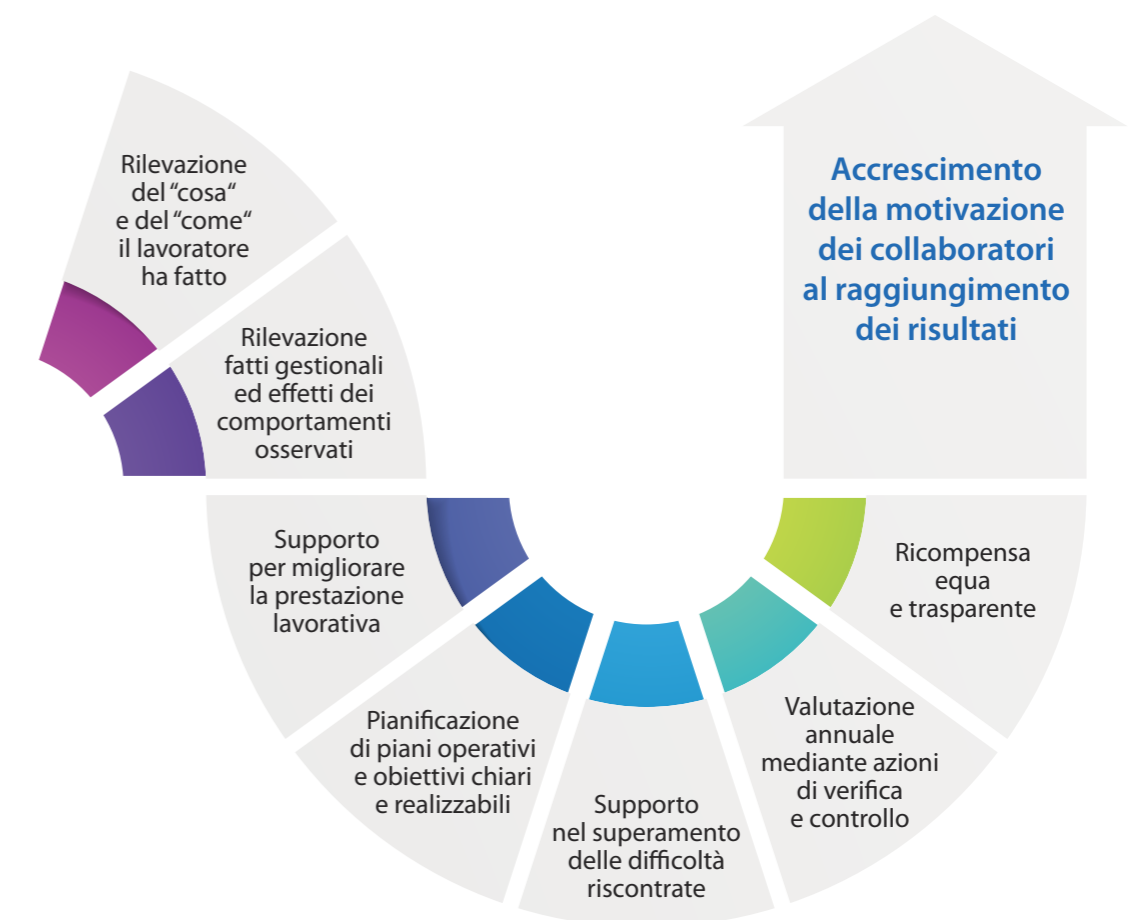 Rilevazione
del “cosa“
e del “come“
il lavoratore
ha fatto
Rilevazione
fatti gestionali
ed effetti dei
comportamenti
osservati
Supporto
per migliorare
la prestazione
lavorativa
Pianificazione
di piani operativi
e obiettivi chiari
e realizzabili
Supporto
nel superamento
delle difficoltà
riscontrate
Valutazione
annuale
mediante azioni
di verifica
e controllo
Ricompensa
equa
e trasparente
Accrescimento
della motivazione
dei collaboratori
al raggiungimento
dei risultati